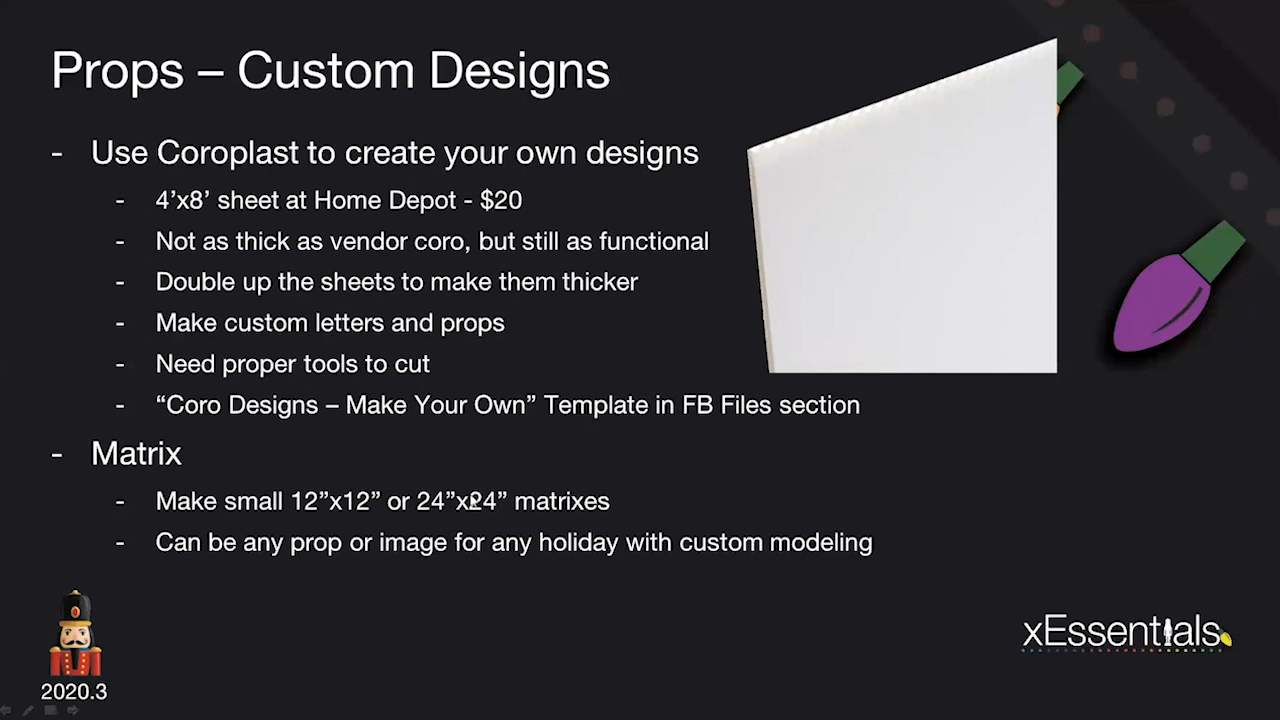 Props – Custom Designs
- Use Coroplast to create your own designs
- 4’x8’ sheet at Home Depot - $20
- Not as thick as vendor coro, but still as functional
- Double up the sheets to make them thicker
- Make custom letters and props
- Need proper tools to cut
- “Coro Designs – Make Your Own” Template in FB Files section
- Matrix
- Make small 12”x12” or 24”x24” matrixes
- Can be any prop or image for any holiday with custom modeling
xEssentials
2020.3